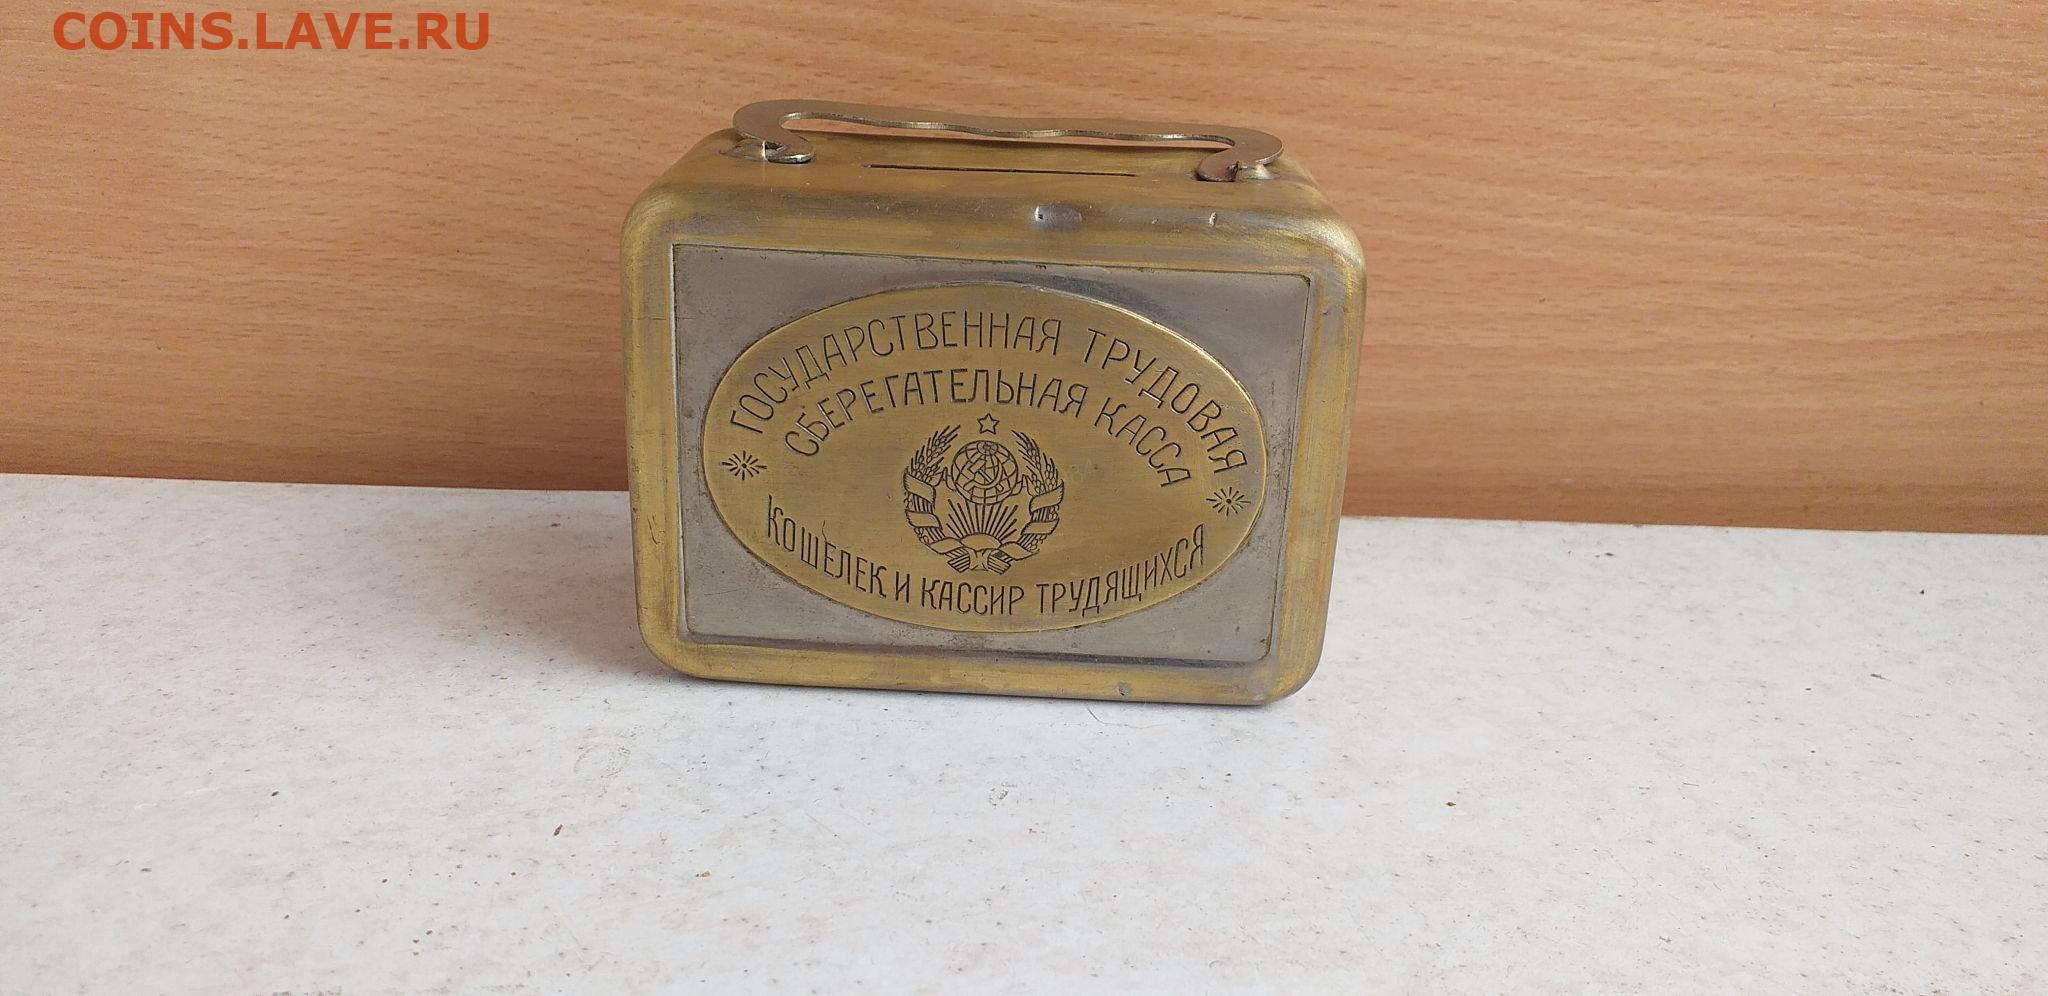 COINS.LAVE.RU
ГОСУДАРСТВЕННАЯ ТРУДОВАЯ
СБЕРЕГАТЕЛЬНАЯ КАССА
КОШЕЛЕК И КАССИР ТРУДЯЩИХСЯ